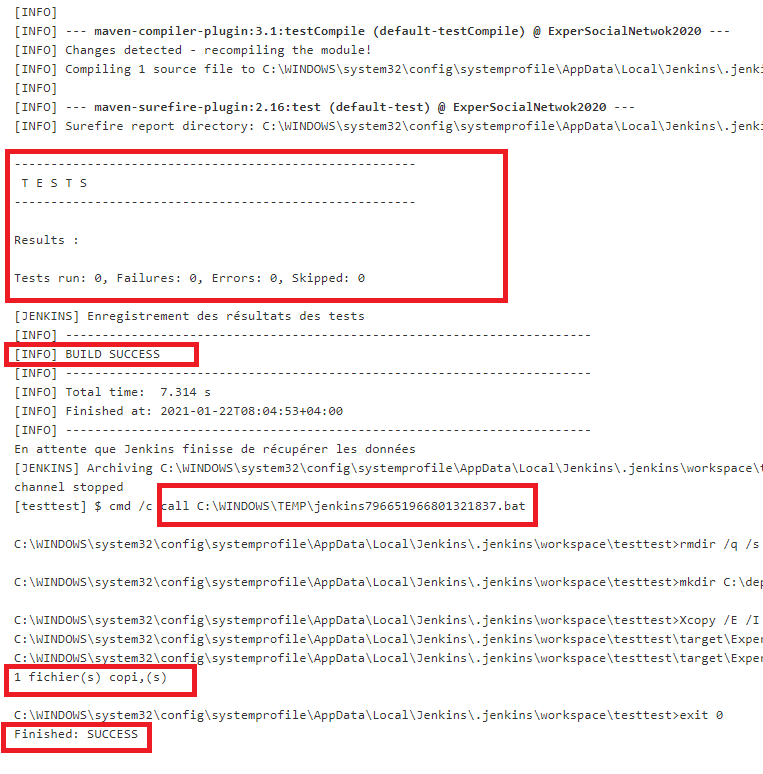 [INFO]
[INFO] --- maven-compiler-plugin:3.1:testCompile (default-testCompile) @ ExperSocialNetwok2020 ---
[INFO] Changes detected - recompiling the module!
[INFO] Compiling 1 source file to C:\WINDOWS\system32\config\systemprofile\AppData\Local\Jenkins\.jenki
[INFO]
[INFO] --- maven-surefire-plugin:2.16:test (default-test) @ ExperSocialNetwok2020 ---
[INFO] Surefire report directory: C:\WINDOWS\system32\config\systemprofile\AppData\Local\Jenkins\.jenki
-------------------------------------------------------
T E S T S
-------------------------------------------------------
Results :
Tests run: 0, Failures: 0, Errors: 0, Skipped: 0
[JENKINS] Enregistrement des résultats des tests
[INFO] ------------------------------------------------------------------------
[INFO] BUILD SUCCESS
[INFO] ------------------------------------------------------------------------
[INFO] Total time:  7.314 s
[INFO] Finished at: 2021-01-22T08:04:53+04:00
[INFO] ------------------------------------------------------------------------
En attente que Jenkins finisse de récupérer les données
[JENKINS] Archiving C:\WINDOWS\system32\config\systemprofile\AppData\Local\Jenkins\.jenkins\workspace\t
channel stopped
[testtest] $ cmd /c call C:\WINDOWS\TEMP\jenkins796651966801321837.bat
C:\WINDOWS\system32\config\systemprofile\AppData\Local\Jenkins\.jenkins\workspace\testtest>rmdir /q /s
C:\WINDOWS\system32\config\systemprofile\AppData\Local\Jenkins\.jenkins\workspace\testtest>mkdir C:\dep
C:\WINDOWS\system32\config\systemprofile\AppData\Local\Jenkins\.jenkins\workspace\testtest>Xcopy /E /I
C:\WINDOWS\system32\config\systemprofile\AppData\Local\Jenkins\.jenkins\workspace\testtest\target\Exper
C:\WINDOWS\system32\config\systemprofile\AppData\Local\Jenkins\.jenkins\workspace\testtest\target\Exper
1 fichier(s) copi‚(s)
C:\WINDOWS\system32\config\systemprofile\AppData\Local\Jenkins\.jenkins\workspace\testtest>exit 0
Finished: SUCCESS